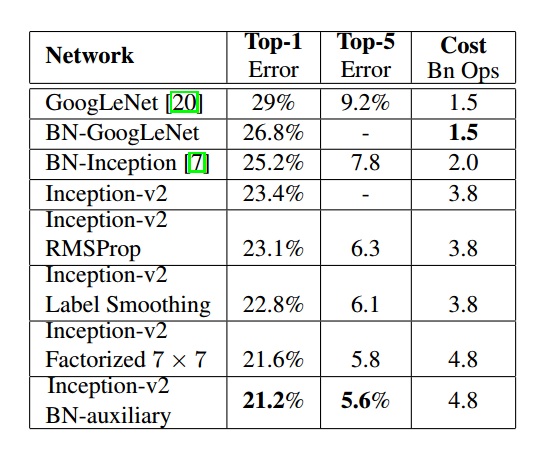 Network Top-1 Error Top-5 Error Cost Bn Ops
GoogLeNet [20] 29% 9.2% 1.5
BN-GoogLeNet 26.8% - 1.5
BN-Inception [7] 25.2% 7.8 2.0
Inception-v2 23.4% - 3.8
Inception-v2
RMSProp 23.1% 6.3 3.8
Inception-v2
Label Smoothing 22.8% 6.1 3.8
Inception-v2
Factorized 7 × 7 21.6% 5.8 4.8
Inception-v2
BN-auxiliary 21.2% 5.6% 4.8